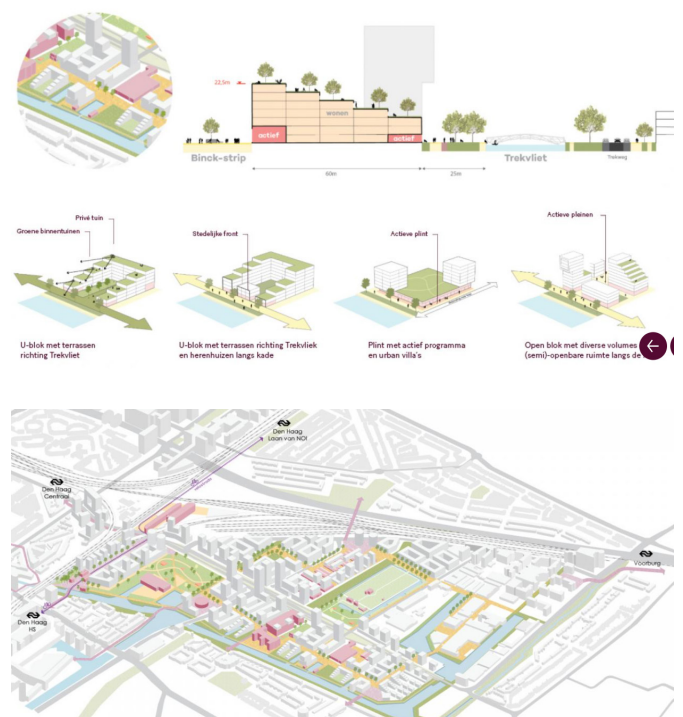 22,5m
wonen
actief
actief
Binck-strip
Trekvliet
Trekweg
60m
25m
Privé tuin
Groene binnentuinen
Stedelijke front
Actieve plint
Actieve pleinen
U-blok met terrassen
richting Trekvliet
U-blok met terrassen richting Trekvliek
en herenhuizen langs kade
Plint met actief programma
en urban villa's
Open blok met diverse volumes
(semi)-openbare ruimte langs de
Den Haag
Laan van NOI
Den Haag
Centraal
Voorburg
Den Haag
HS